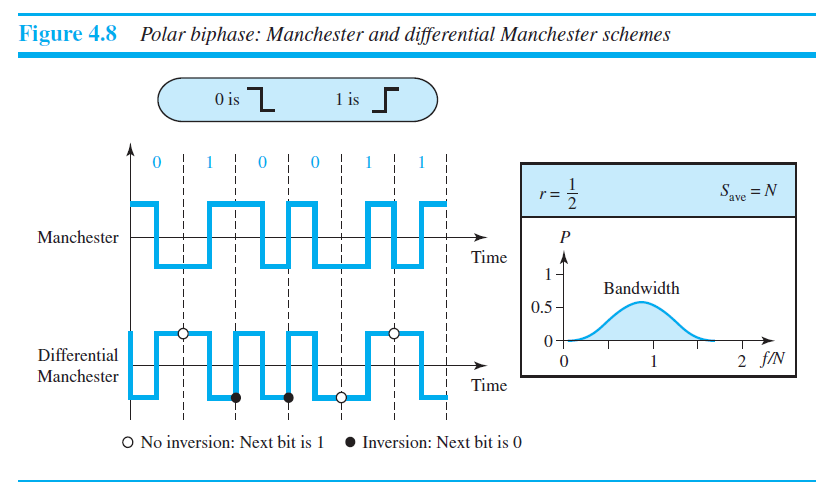 Figure 4.8 Polar biphase: Manchester and differential Manchester schemes
0 is 1 is
0 1 0 0 1 1
Manchester
Time
Differential
Manchester
Time
○ No inversion: Next bit is 1 ● Inversion: Next bit is 0
r = 1/2 Save = N
P
1
Bandwidth
0.5
0
0 1 2 f/N